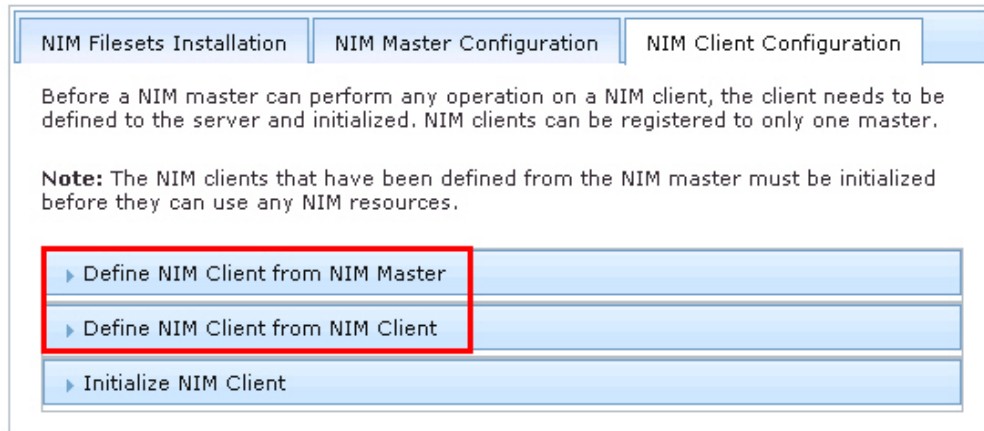 NIM Filesets Installation
NIM Master Configuration
NIM Client Configuration
Before a NIM master can perform any operation on a NIM client, the client needs to be
defined to the server and initialized. NIM clients can be registered to only one master.
Note: The NIM clients that have been defined from the NIM master must be initialized
before they can use any NIM resources.
Define NIM Client from NIM Master
Define NIM Client from NIM Client
Initialize NIM Client